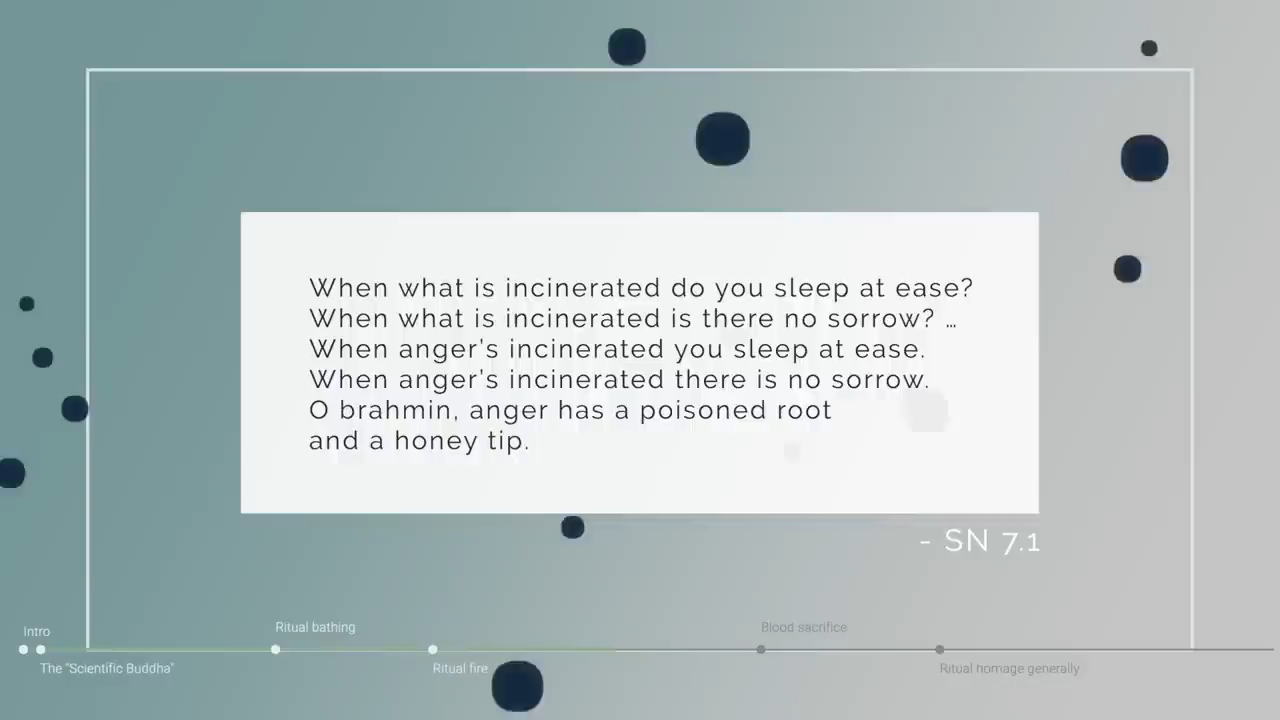 When what is incinerated do you sleep at ease?
When what is incinerated is there no sorrow? …
When anger's incinerated you sleep at ease.
When anger's incinerated there is no sorrow.
O brahmin, anger has a poisoned root
and a honey tip.
- SN 7.1
Intro
The "Scientific Buddha"
Ritual bathing
Ritual fire
Blood sacrifice
Ritual homage generally